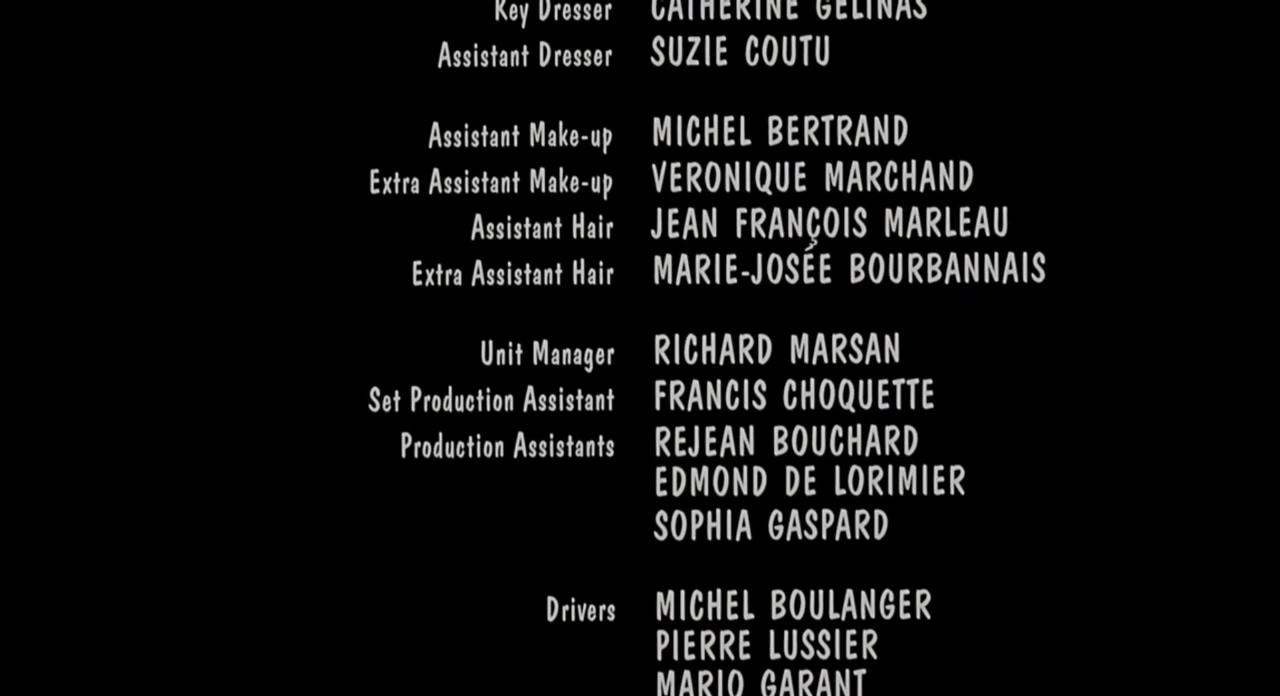 Key Dresser CATHERINE GELINAS
Assistant Dresser SUZIE COUTU
Assistant Make-up MICHEL BERTRAND
Extra Assistant Make-up VERONIQUE MARCHAND
Assistant Hair JEAN FRANÇOIS MARLEAU
Extra Assistant Hair MARIE-JOSÉE BOURBANNAIS
Unit Manager RICHARD MARSAN
Set Production Assistant FRANCIS CHOQUETTE
Production Assistants REJEAN BOUCHARD
EDMOND DE LORIMIER
SOPHIA GASPARD
Drivers MICHEL BOULANGER
PIERRE LUSSIER
MARIO GARANT